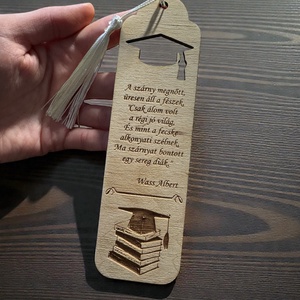 A szárny megnőtt,
üresen áll a fészek,
"Csak álom volt
a régi jó világ,
És mint a fecske
alkonyati szélnek,
Ma szárnyat bontott
egy sereg diák."
Wass Albert